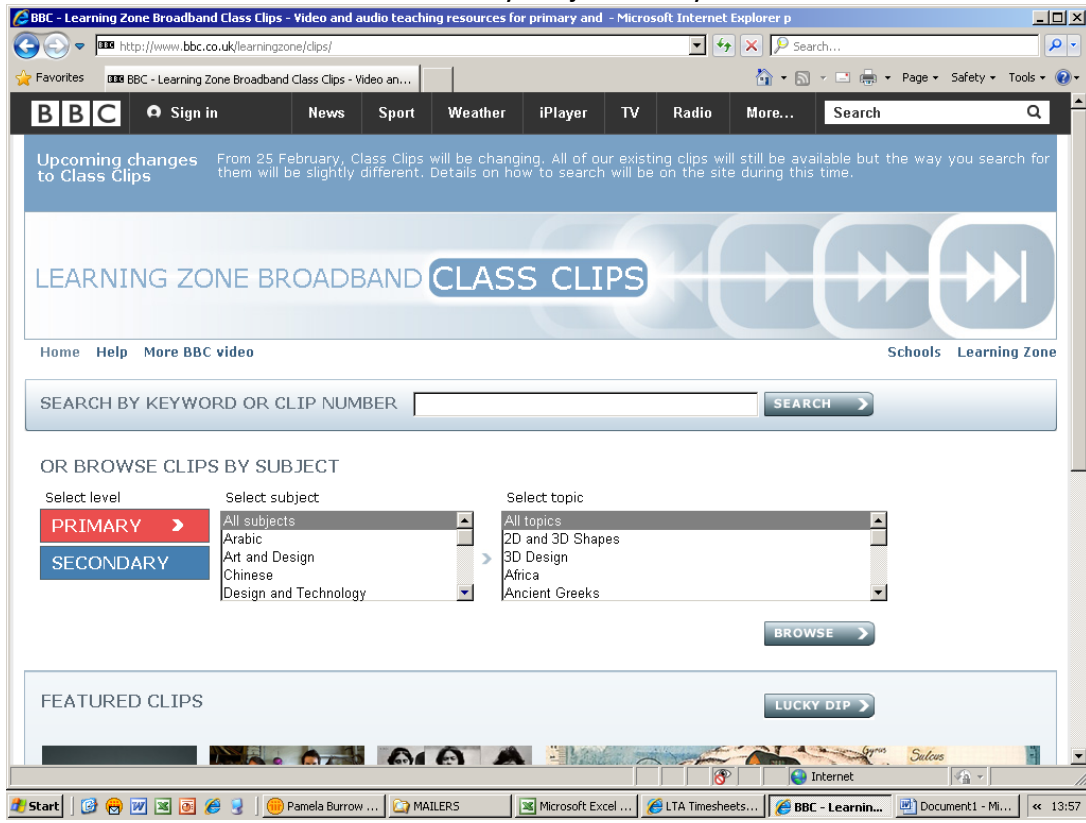 BBC - Learning Zone Broadband Class Clips - Video and audio teaching resources for primary and - Microsoft Internet Explorer p
http://www.bbc.co.uk/learningzone/clips/
Search...
Favorites
BBC - Learning Zone Broadband Class Clips - Video an...
Page Safety Tools
BBC Sign in News Sport Weather iPlayer TV Radio More... Search
Upcoming changes to Class Clips
From 25 February, Class Clips will be changing. All of our existing clips will still be available but the way you search for
them will be slightly different. Details on how to search will be on the site during this time.
LEARNING ZONE BROADBAND CLASS CLIPS
Home Help More BBC video Schools Learning Zone
SEARCH BY KEYWORD OR CLIP NUMBER SEARCH
OR BROWSE CLIPS BY SUBJECT
Select level Select subject Select topic
PRIMARY
SECONDARY
All subjects
Arabic
Art and Design
Chinese
Design and Technology
All topics
2D and 3D Shapes
3D Design
Africa
Ancient Greeks
BROWSE
FEATURED CLIPS
LUCKY DIP
Gyrus Sulcus
Internet
Start Pamela Burrow ... MAILERS Microsoft Excel ... LTA Timesheets... BBC - Learnin... Document1 - Mi... 13:57